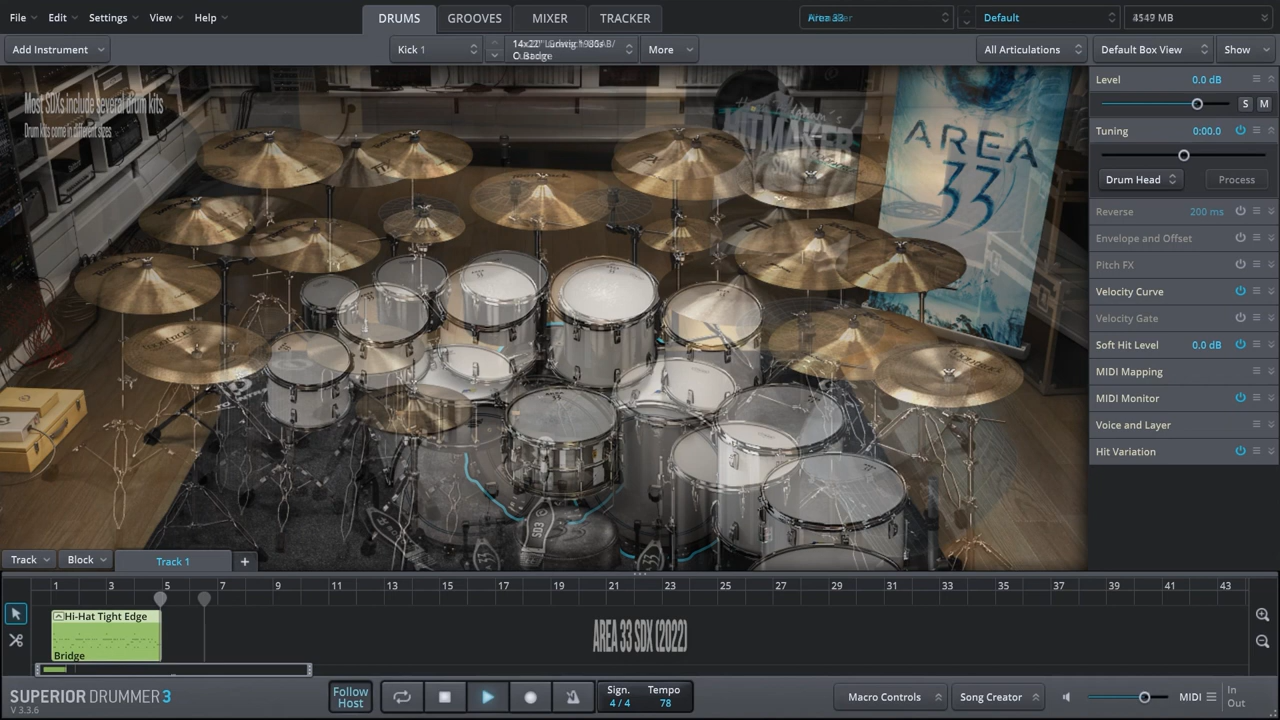 File Edit Settings View Help
DRUMS GROOVES MIXER TRACKER
Default
4549 MB
Add Instrument
Kick 1
More
All Articulations
Default Box View
Show
Most SDXs include several drum kits
Drum kits come in different sizes
HITMAKER
SDX
AREA
33
Level 0.0 dB
S M
Tuning 0:00.0
Drum Head Process
Reverse 200 ms
Envelope and Offset
Pitch FX
Velocity Curve
Velocity Gate
Soft Hit Level 0.0 dB
MIDI Mapping
MIDI Monitor
Voice and Layer
Hit Variation
SD3
Track Block Track 1 +
1 3 5 7 9 11 13 15 17 19 21 23 25 27 29 31 33 35 37 39 41 43
Hi-Hat Tight Edge
Bridge
AREA 33 SDX (2022)
SUPERIOR DRUMMER 3
V 3.3.6
Follow
Host
Sign. Tempo
4 / 4 78
Macro Controls
Song Creator
MIDI
In
Out